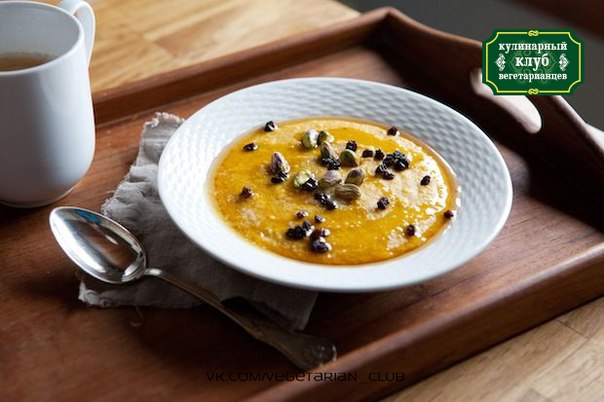 кулинарный
клуб
вегетарианцев
VK.COM/VEGETARIAN_CLUB